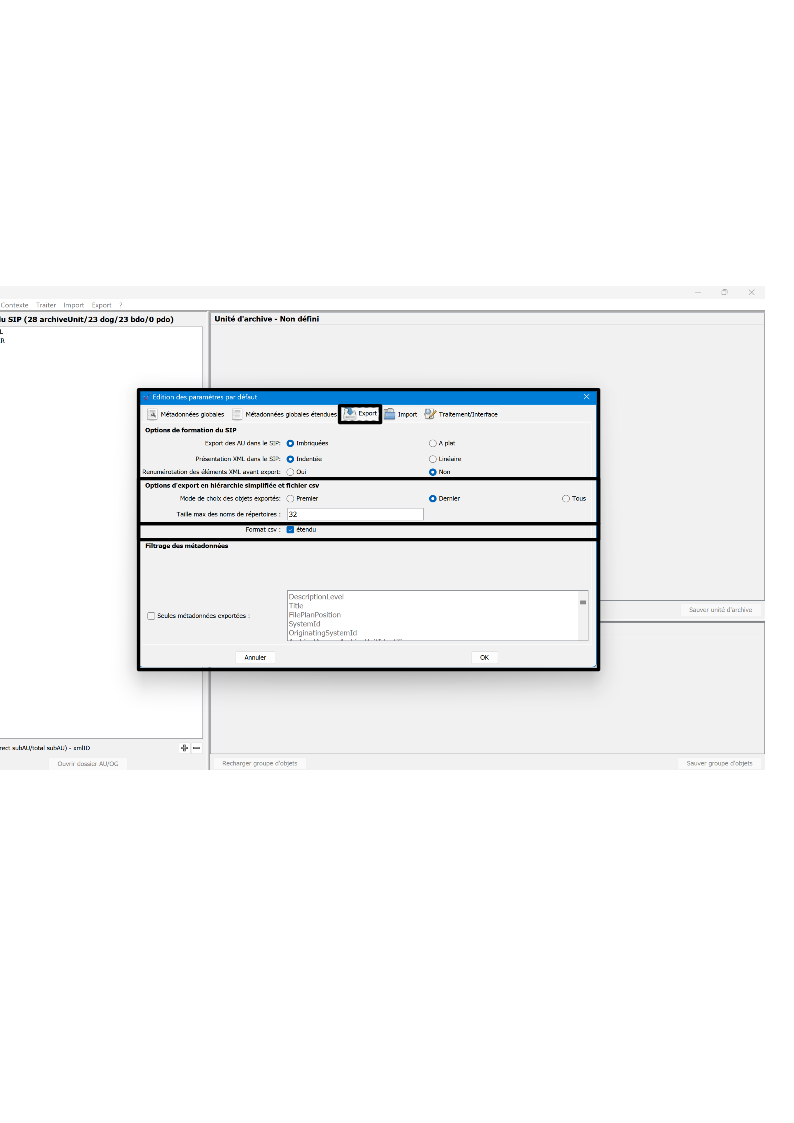 Contexte Traiter Import Export ?
du SIP (28 archiveUnit/23 dog/23 bdo/0 pdo)
Unité d'archive - Non défini
L
R
Edition des paramètres par défaut
Métadonnées globales Métadonnées globales étendues Export Import Traitement/Interface
Options de formation du SIP
Export des AU dans le SIP: Imbriquées A plat
Présentation XML dans le SIP: Indentée Linéaire
Renumérotation des éléments XML avant export: Oui Non
Options d'export en hiérarchie simplifiée et fichier csv
Mode de choix des objets exportés: Premier Dernier Tous
Taille max des noms de répertoires : 32
Format csv : étendu
Filtrage des métadonnées
Seules métadonnées exportées :
DescriptionLevel
Title
FilePlanPosition
SystemId
OriginatingSystemId
Annuler OK
Sauver unité d'archive
rect subAU/total subAU) - xmlID
Ouvrir dossier AU/OG
Recharger groupe d'objets Sauver groupe d'objets